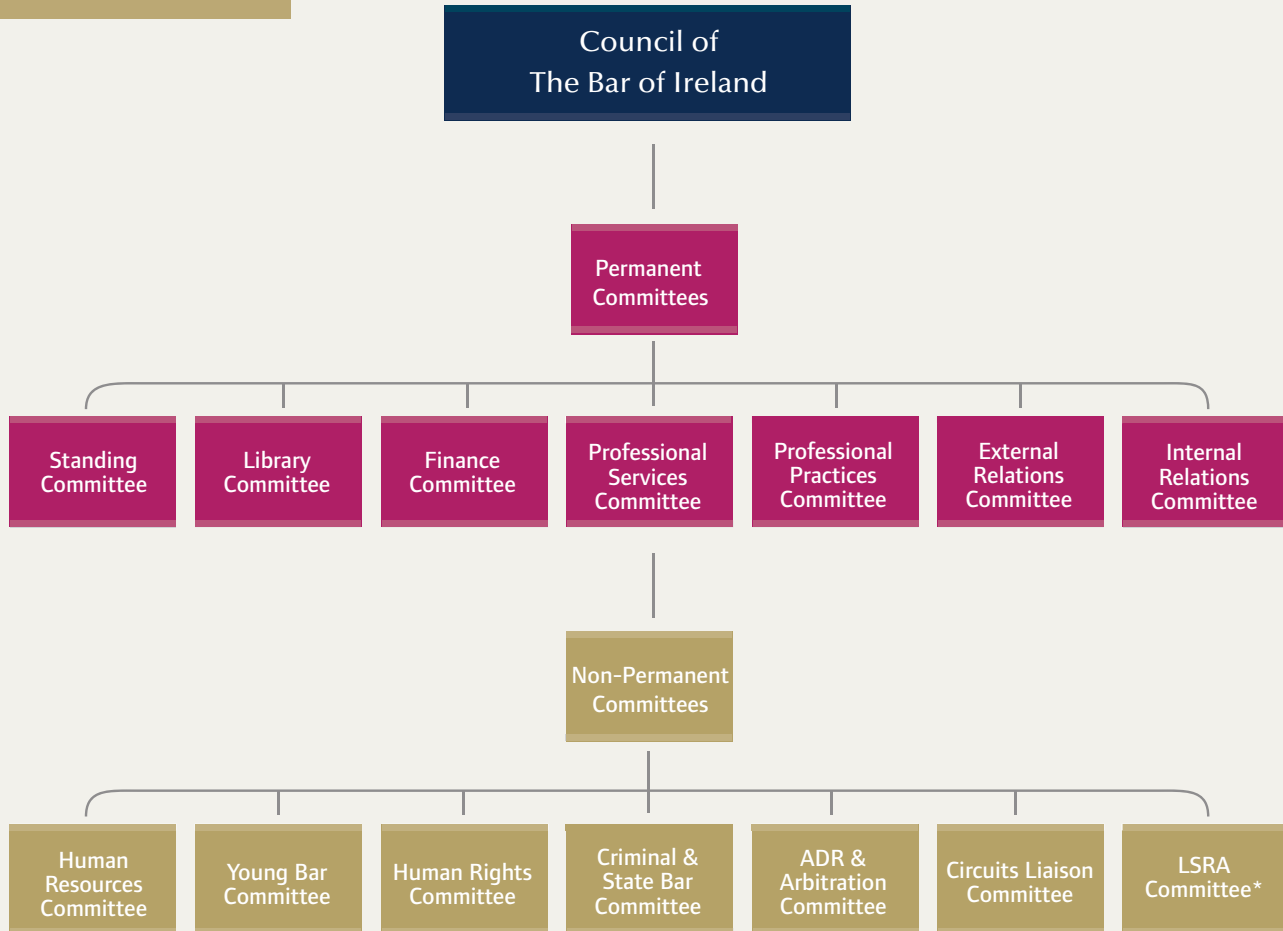 Council of
The Bar of Ireland
Permanent
Committees
Standing
Committee
Library
Committee
Finance
Committee
Professional
Services
Committee
Professional
Practices
Committee
External
Relations
Committee
Internal
Relations
Committee
Non-Permanent
Committees
Human
Resources
Committee
Young Bar
Committee
Human Rights
Committee
Criminal &
State Bar
Committee
ADR &
Arbitration
Committee
Circuits Liaison
Committee
LSRA
Committee*